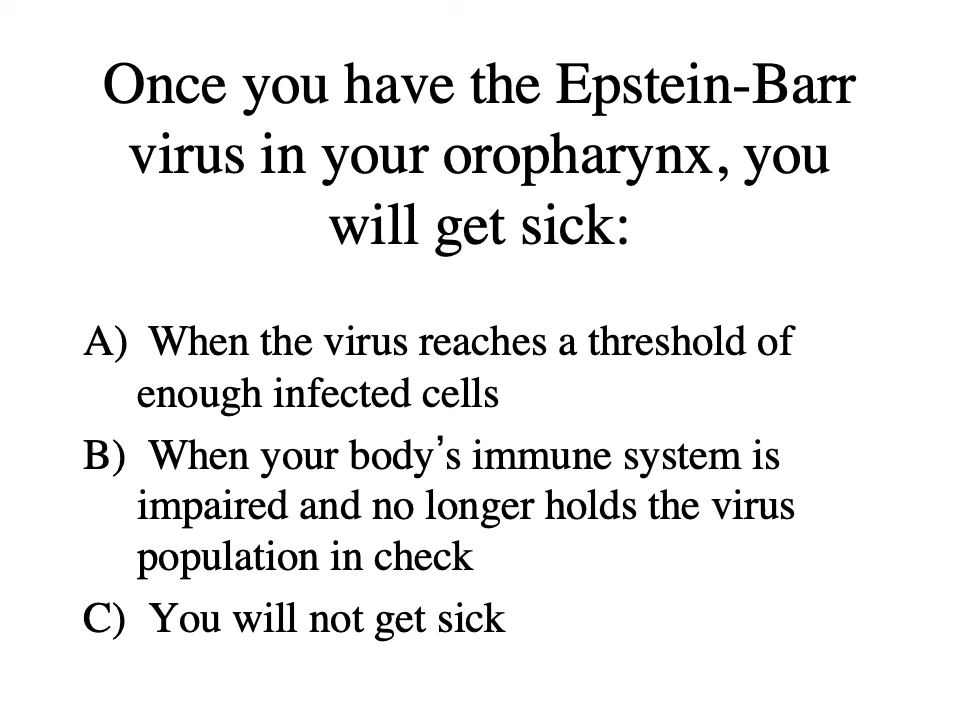 Once you have the Epstein-Barr
virus in your oropharynx, you
will get sick:
A) When the virus reaches a threshold of
enough infected cells
B) When your body’s immune system is
impaired and no longer holds the virus
population in check
C) You will not get sick